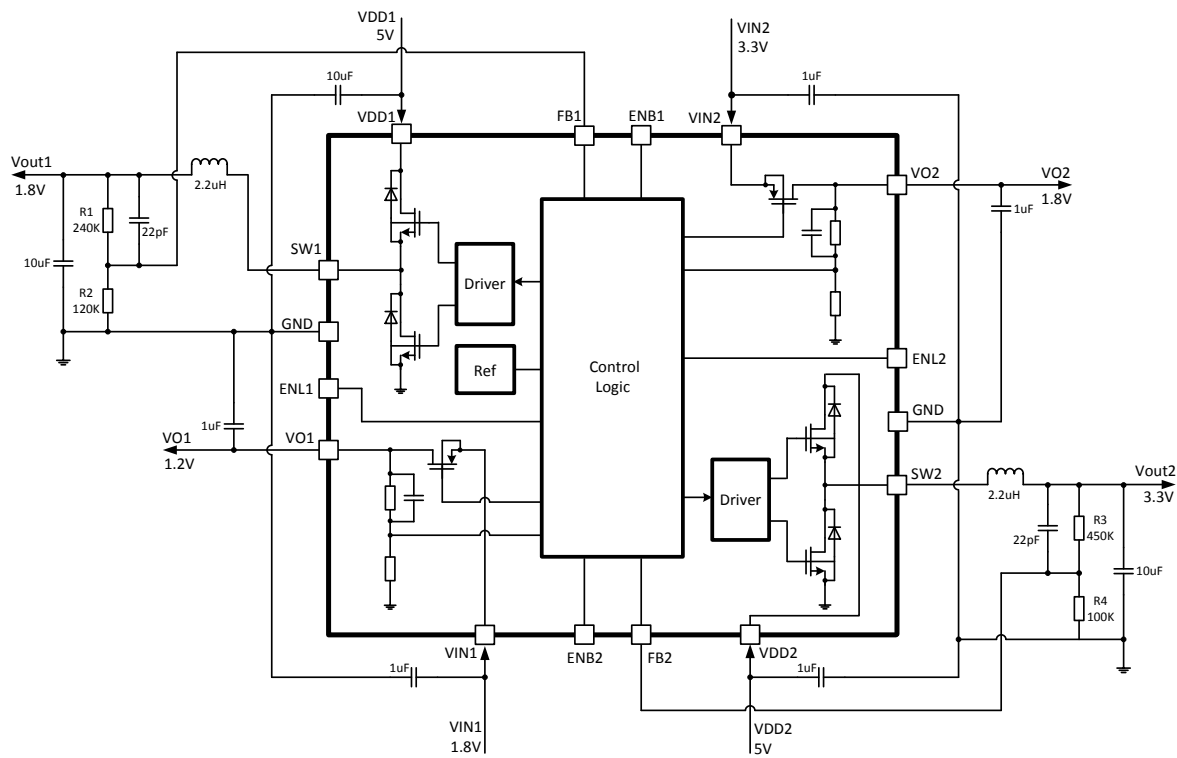 VDD1
5V
VIN2
3.3V
10uF
1uF
VDD1
FB1
ENB1
VIN2
Vout1
1.8V
2.2uH
VO2
VO2
1.8V
1uF
R1
240K
22pF
10uF
SW1
R2
120K
Driver
GND
Control
Logic
ENL2
Ref
ENL1
GND
1uF
VO1
VO1
1.2V
SW2
2.2uH
Vout2
3.3V
Driver
22pF
R3
450K
10uF
R4
100K
VIN1
ENB2
FB2
VDD2
1uF
1uF
VIN1
1.8V
VDD2
5V